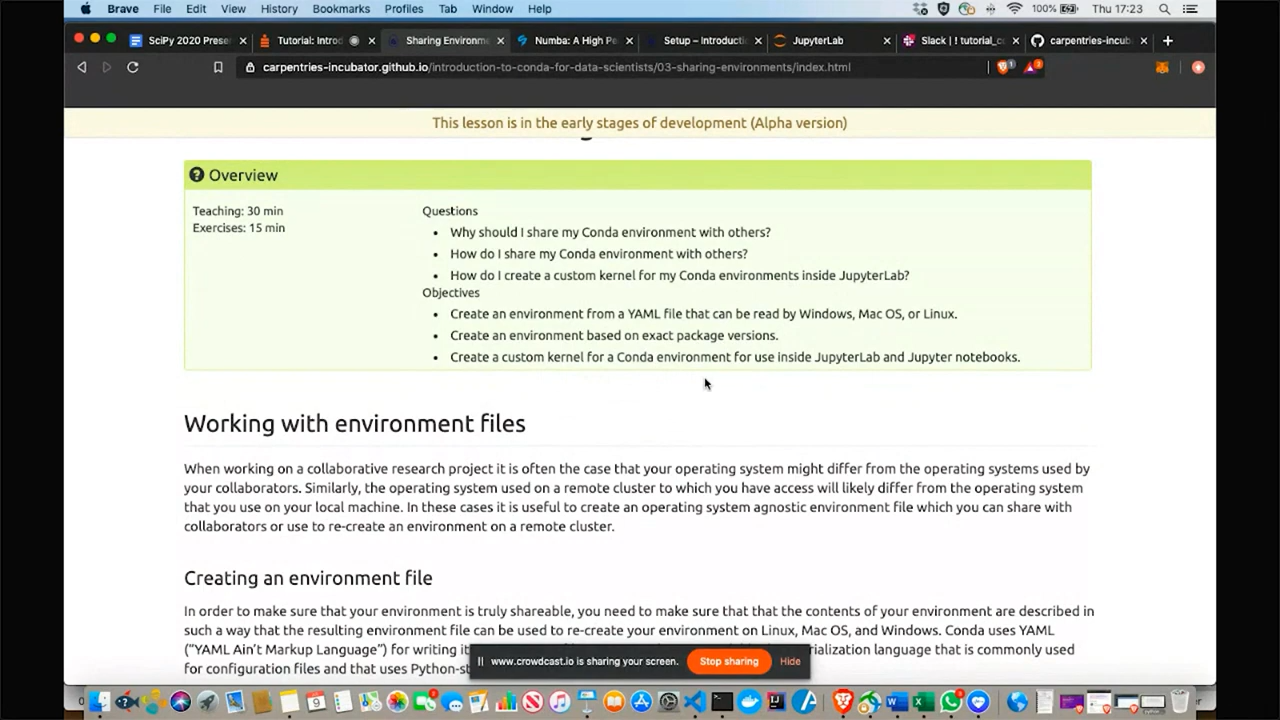 Brave File Edit View History Bookmarks Profiles Tab Window Help 100% Thu 17:23
SciPy 2020 Prese Tutorial: Introd Sharing Environme Numba: A High Pe Setup – Introductio JupyterLab Slack | ! tutorial_c carpentries-incub
carpentries-incubator.github.io/introduction-to-conda-for-data-scientists/03-sharing-environments/index.html
This lesson is in the early stages of development (Alpha version)
Overview
Teaching: 30 min
Exercises: 15 min
Questions
Why should I share my Conda environment with others?
How do I share my Conda environment with others?
How do I create a custom kernel for my Conda environments inside JupyterLab?
Objectives
Create an environment from a YAML file that can be read by Windows, Mac OS, or Linux.
Create an environment based on exact package versions.
Create a custom kernel for a Conda environment for use inside JupyterLab and Jupyter notebooks.
Working with environment files
When working on a collaborative research project it is often the case that your operating system might differ from the operating systems used by
your collaborators. Similarly, the operating system used on a remote cluster to which you have access will likely differ from the operating system
that you use on your local machine. In these cases it is useful to create an operating system agnostic environment file which you can share with
collaborators or use to re-create an environment on a remote cluster.
Creating an environment file
In order to make sure that your environment is truly shareable, you need to make sure that that the contents of your environment are described in
such a way that the resulting environment file can be used to re-create your environment on Linux, Mac OS, and Windows. Conda uses YAML
("YAML Ain't Markup Language") for writing it rialization language that is commonly used
for configuration files and that uses Python-st
www.crowdcast.io is sharing your screen. Stop sharing Hide